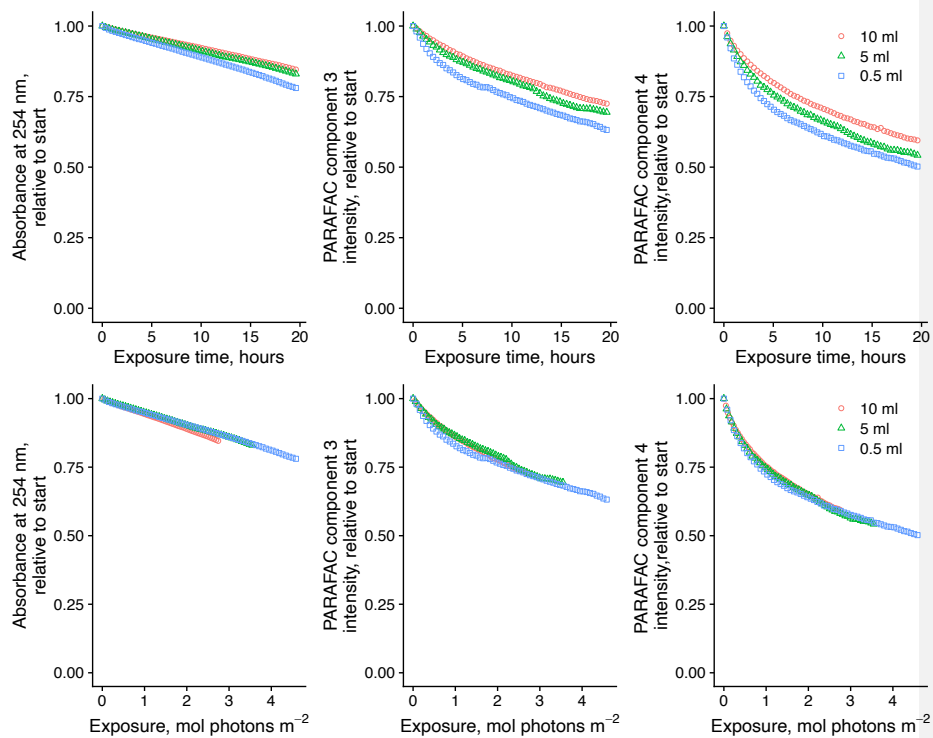 Absorbance at 254 nm,
relative to start
1.00
0.75
0.50
0.25
0.00
0 5 10 15 20
Exposure time, hours
PARAFAC component 3
intensity, relative to start
1.00
0.75
0.50
0.25
0.00
0 5 10 15 20
Exposure time, hours
PARAFAC component 4
intensity,relative to start
1.00
0.75
0.50
0.25
0.00
0 5 10 15 20
Exposure time, hours
10 ml
5 ml
0.5 ml
Absorbance at 254 nm,
relative to start
1.00
0.75
0.50
0.25
0.00
0 1 2 3 4
Exposure, mol photons m⁻²
PARAFAC component 3
intensity, relative to start
1.00
0.75
0.50
0.25
0.00
0 1 2 3 4
Exposure, mol photons m⁻²
PARAFAC component 4
intensity,relative to start
1.00
0.75
0.50
0.25
0.00
0 1 2 3 4
Exposure, mol photons m⁻²
10 ml
5 ml
0.5 ml